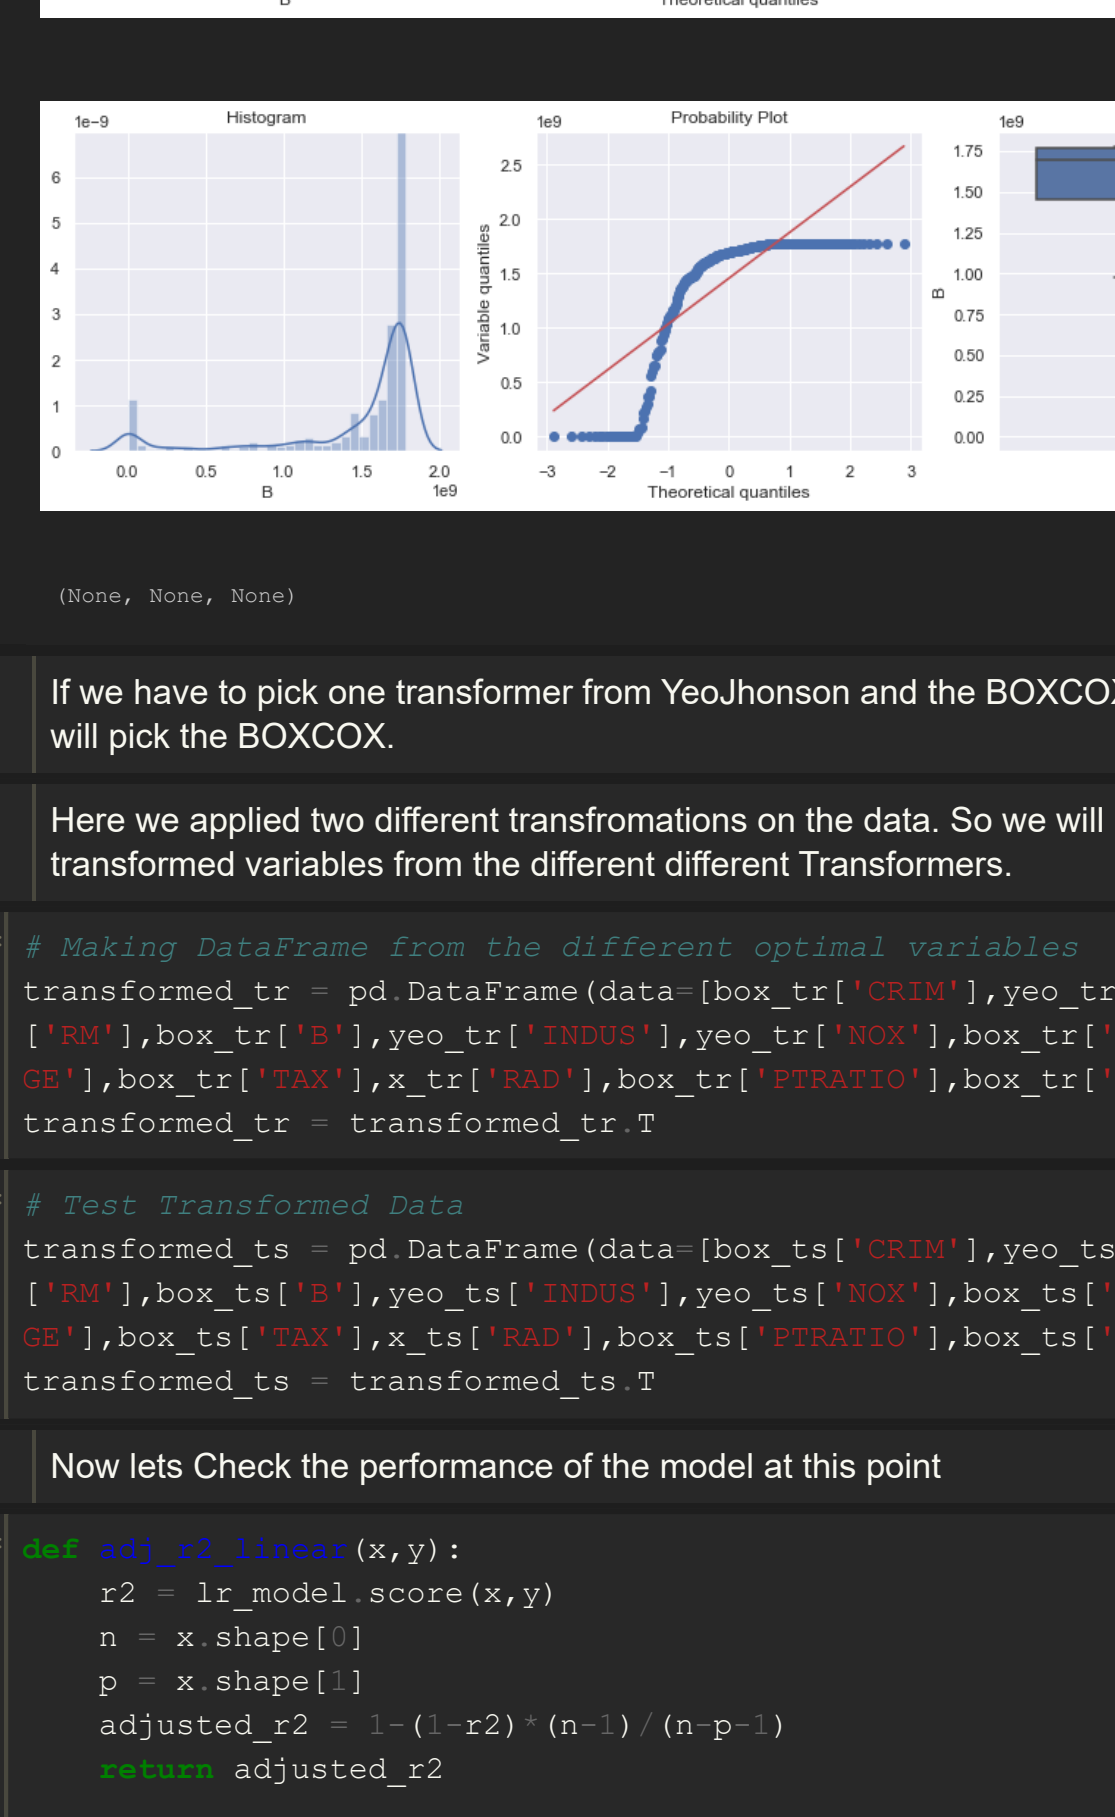 B
Theoretical quantiles
Histogram
Probability Plot
1e−9
1e9
1e9
6
5
4
3
2
1
0
0.0
0.5
1.0
1.5
2.0
B
1e9
Variable quantiles
2.5
2.0
1.5
1.0
0.5
0.0
−3
−2
−1
0
1
2
3
Theoretical quantiles
B
1.75
1.50
1.25
1.00
0.75
0.50
0.25
0.00
(None, None, None)
If we have to pick one transformer from YeoJhonson and the BOXCOX
will pick the BOXCOX.
Here we applied two different transfromations on the data. So we will
transformed variables from the different different Transformers.
# Making DataFrame from the different optimal variables
transformed_tr = pd.DataFrame(data=[box_tr['CRIM'],yeo_tr
['RM'],box_tr['B'],yeo_tr['INDUS'],yeo_tr['NOX'],box_tr['
GE'],box_tr['TAX'],x_tr['RAD'],box_tr['PTRATIO'],box_tr['
transformed_tr = transformed_tr.T
# Test Transformed Data
transformed_ts = pd.DataFrame(data=[box_ts['CRIM'],yeo_ts
['RM'],box_ts['B'],yeo_ts['INDUS'],yeo_ts['NOX'],box_ts['
GE'],box_ts['TAX'],x_ts['RAD'],box_ts['PTRATIO'],box_ts['
transformed_ts = transformed_ts.T
Now lets Check the performance of the model at this point
def adj_r2_linear(x,y):
    r2 = lr_model.score(x,y)
    n = x.shape[0]
    p = x.shape[1]
    adjusted_r2 = 1-(1-r2)*(n-1)/(n-p-1)
    return adjusted_r2